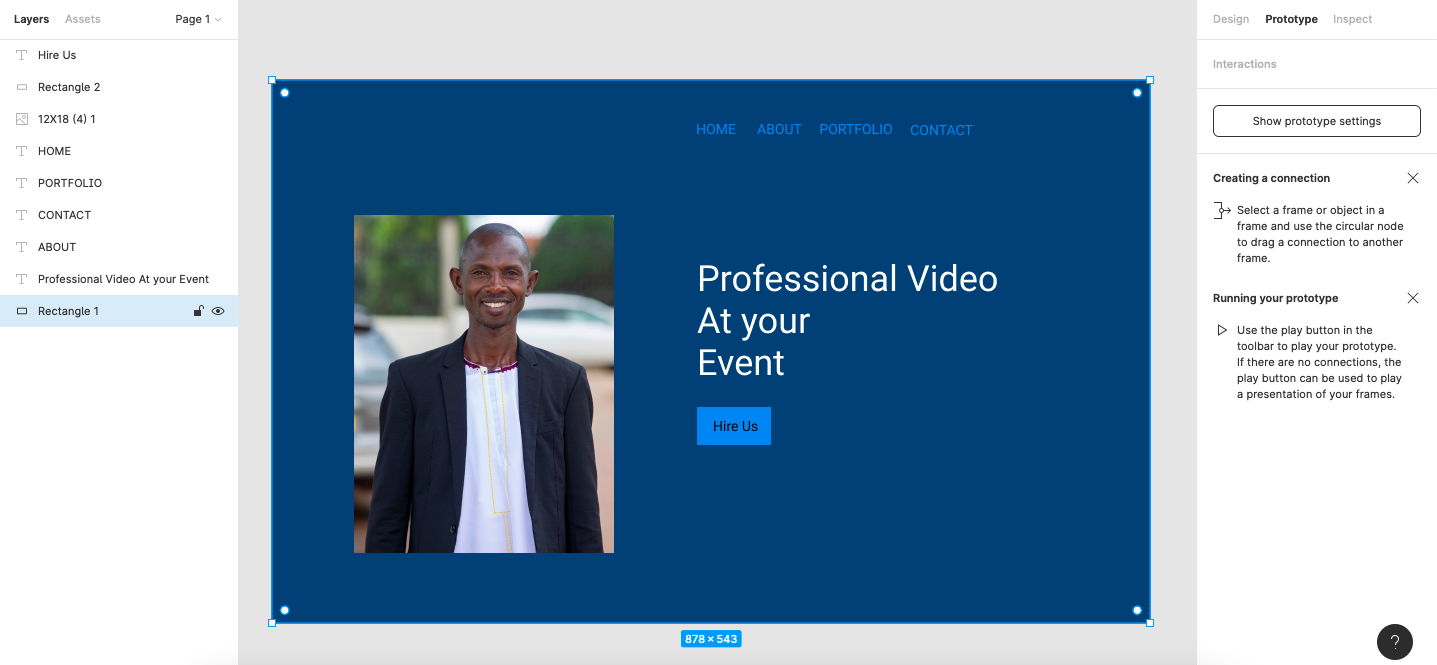 Layers Assets Page 1
Hire Us
Rectangle 2
12X18 (4) 1
HOME
PORTFOLIO
CONTACT
ABOUT
Professional Video At your Event
Rectangle 1
HOME ABOUT PORTFOLIO CONTACT
Professional Video
At your
Event
Hire Us
878 × 543
Design Prototype Inspect
Interactions
Show prototype settings
Creating a connection
Select a frame or object in a
frame and use the circular node
to drag a connection to another
frame.
Running your prototype
Use the play button in the
toolbar to play your prototype.
If there are no connections, the
play button can be used to play
a presentation of your frames.
?